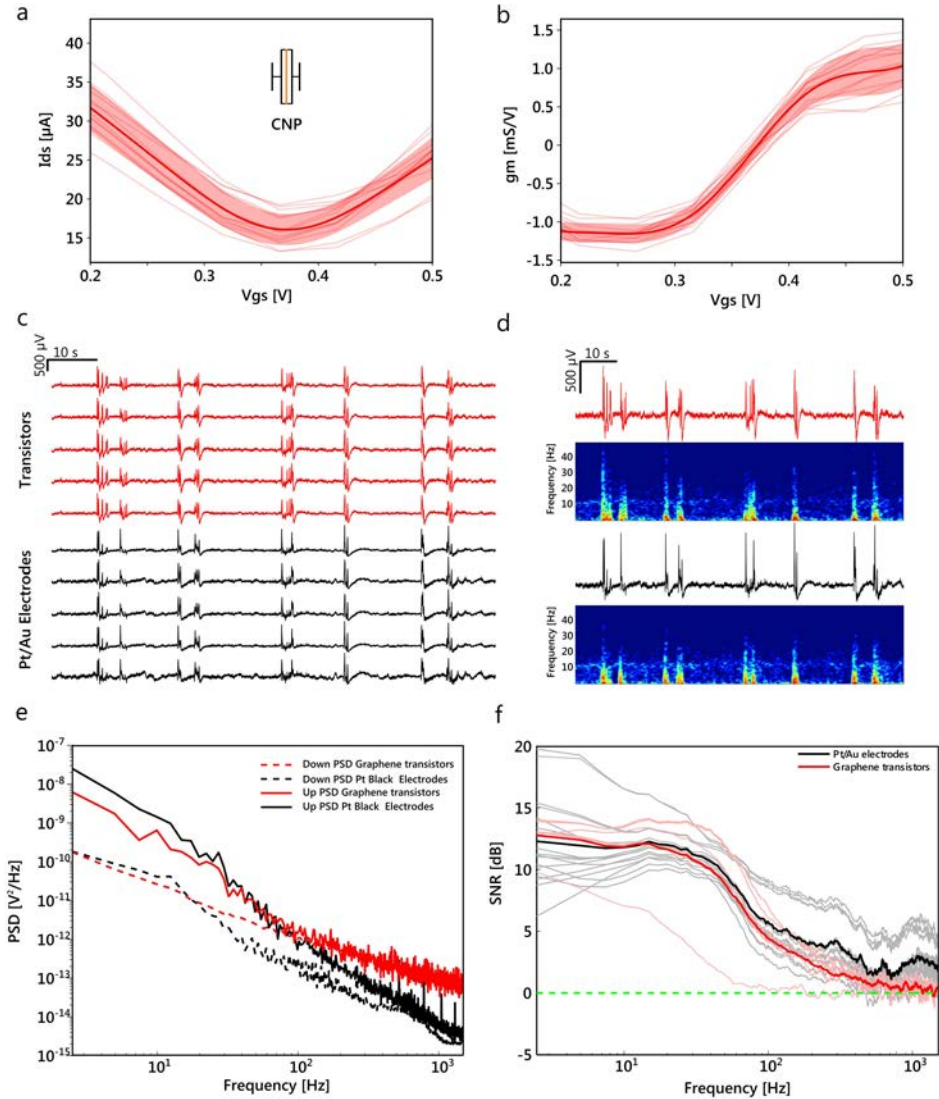 a
40
35
30
25
20
15
Ids [µA]
CNP
0.2
0.3
0.4
0.5
Vgs [V]
b
1.5
1.0
0.5
0
-0.5
-1.0
-1.5
gm [mS/V]
0.2
0.3
0.4
0.5
Vgs [V]
c
10 s
500 µV
Transistors
Pt/Au Electrodes
d
10 s
500 µV
Frequency [Hz]
40
30
20
10
Frequency [Hz]
40
30
20
10
e
10-7
10-8
10-9
10-10
10-11
10-12
10-13
10-14
10-15
PSD [V2/Hz]
Down PSD Graphene transistors
Down PSD Pt Black Electrodes
Up PSD Graphene transistors
Up PSD Pt Black Electrodes
101
102
103
Frequency [Hz]
f
20
15
10
5
0
-5
SNR [dB]
Pt/Au electrodes
Graphene transistors
101
102
103
Frequency [Hz]